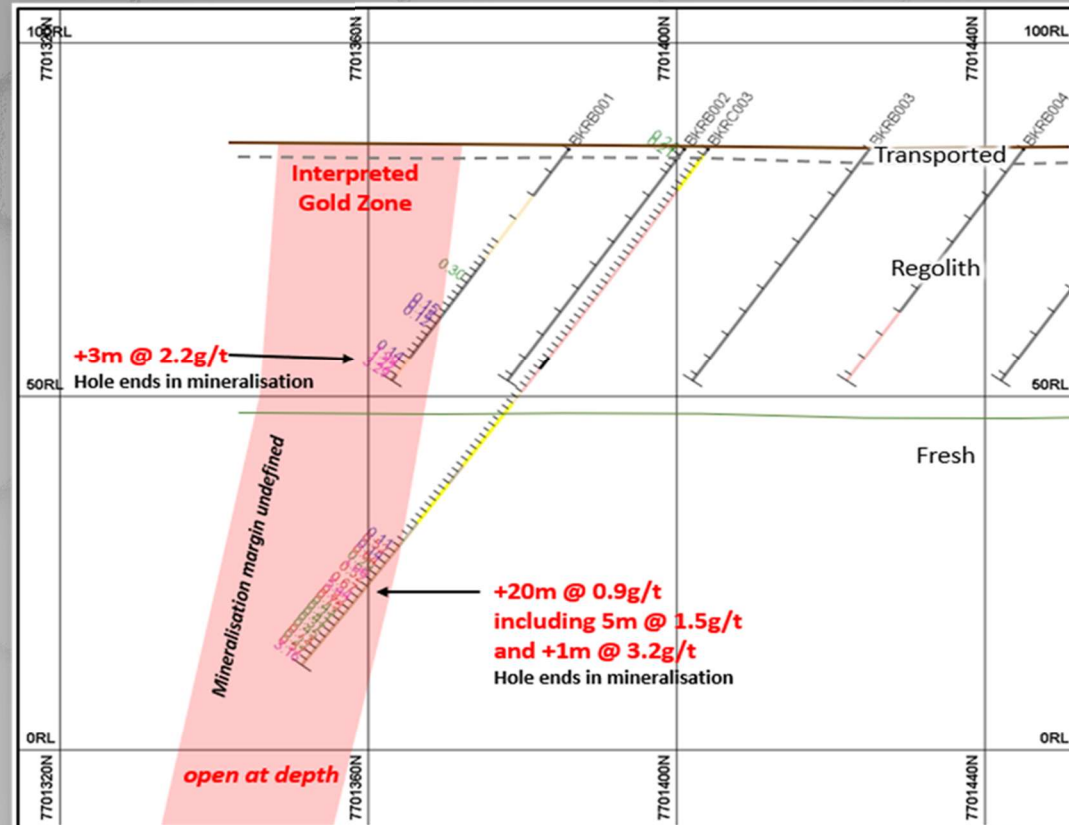 100RL
7701320N
7701360N
7701400N
7701440N
100RL
BKRB001
BKRB002
BKRC003
BKRB003
BKRB004
Transported
Interpreted
Gold Zone
Regolith
0.30
+3m @ 2.2g/t
Hole ends in mineralisation
50RL
50RL
Fresh
Mineralisation margin undefined
+20m @ 0.9g/t
including 5m @ 1.5g/t
and +1m @ 3.2g/t
Hole ends in mineralisation
0RL
0RL
open at depth
7701320N
7701360N
7701400N
7701440N